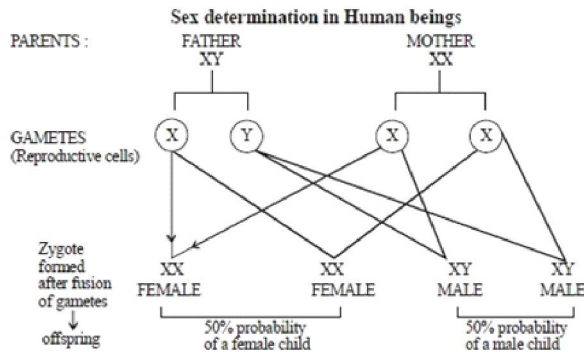 Sex determination in Human beings
PARENTS : FATHER MOTHER
XY XX
GAMETES X Y X X
(Reproductive cells)
Zygote
formed XX XX XY XY
after fusion FEMALE FEMALE MALE MALE
of gametes
offspring 50% probability 50% probability
of a female child of a male child